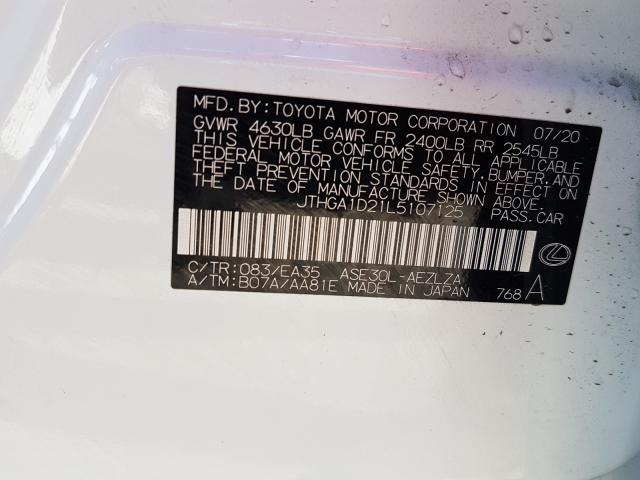 MFD.BY:TOYOTA MOTOR CORPORATION 07/20
GVWR 4630LB GAWR FR 2400LB RR 2545LB
THIS VEHICLE CONFORMS TO ALL APPLICABLE
FEDERAL MOTOR VEHICLE SAFETY,BUMPER,AND
THEFT PREVENTION STANDARDS IN EFFECT ON
THE DATE OF MANUFACTURE SHOWN ABOVE.
JTHGA1D21L5107125 PASS.CAR
C/TR:083/EA35 ASE30L-AEZLZA
A/TM:B07A/AA81E MADE IN JAPAN 768 A